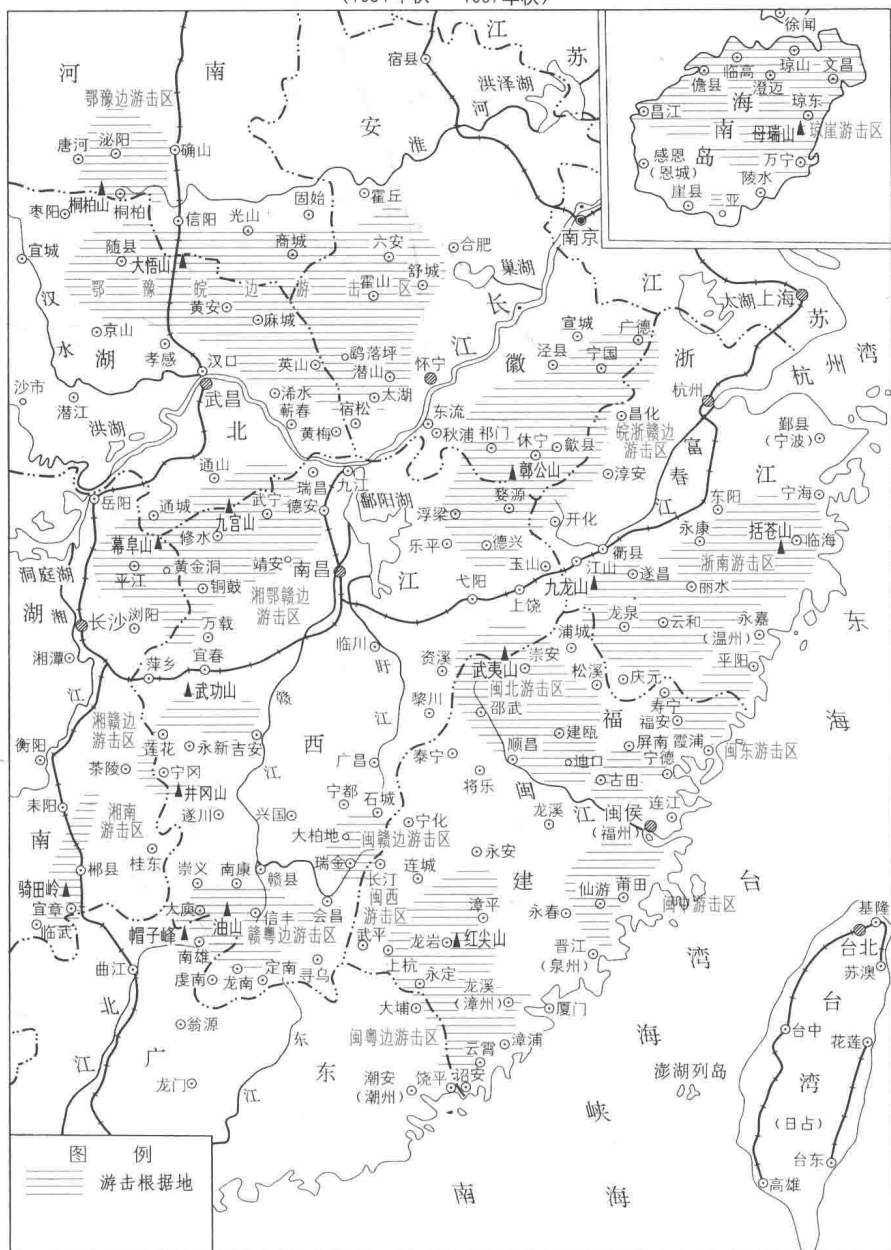 河
南
江
苏
宿县
洪泽湖
鄂豫边游击区
安
淮
河
唐河
泌阳
确山
桐柏山
桐柏
枣阳
信阳
光山
固始
霍丘
南京
宜城
随县
大悟山
商城
六安
合肥
巢湖
舒城
鄂豫皖边游击区
霍山
汉
水
黄安
麻城
京山
湖
孝感
汉口
武昌
英山
鹞落坪
潜山
怀宁
长
江
徽
宣城
广德
江
太湖
上海
苏
泾县
宁国
浙
杭州
杭州湾
沙市
潜江
洪湖
浠水
蕲春
太湖
宿松
黄梅
东流
秋浦
祁门
昌化
皖浙赣边
游击区
富
春
江
鄞县
(宁波)
北
休宁
歙县
鄣公山
淳安
江
通山
瑞昌
九江
岳阳
通城
九宫山
武宁
德安
鄱阳湖
婺源
浮梁
开化
东阳
宁海
括苍山
临海
幕阜山
修水
永康
洞庭湖
平江
黄金洞
靖安
南昌
乐平
德兴
玉山
江山
衢县
浙南游击区
遂昌
湖
湘
长沙
浏阳
铜鼓
湘鄂赣边
游击区
江
弋阳
上饶
九龙山
丽水
万载
龙泉
云和
永嘉
(温州)
湘潭
临川
浦城
崇安
武夷山
资溪
东
萍乡
宜春
盱
江
松溪
庆元
平阳
江
武功山
赣
闽北游击区
黎川
邵武
福
寿宁
福安
衡阳
湘赣边
游击区
莲花
永新
吉安
西
建瓯
屏南
霞浦
闽东游击区
海
茶陵
宁冈
江
广昌
泰宁
顺昌
迪口
宁德
井冈山
将乐
古田
耒阳
宁都
石城
闽
江
连江
南
湘南
游击区
遂川
兴国
宁化
龙溪
闽侯
(福州)
大柏地
闽赣边游击区
桂东
永安
郴县
崇义
南康
赣县
瑞金
长汀
连城
建
台
骑田岭
闽西
游击区
仙游
莆田
闽中游击区
宜章
大庾
油山
信丰
会昌
漳平
永春
基隆
临武
帽子峰
赣粤边游击区
武平
龙岩
红尖山
晋江
(泉州)
湾
台北
苏澳
曲江
南雄
虔南
龙南
定南
寻乌
上杭
永定
龙溪
(漳州)
北
江
翁源
大埔
厦门
海
台
台中
花莲
广
东
东
江
闽粤边游击区
云霄
漳浦
龙门
潮安
(潮州)
饶平
诏安
澎湖列岛
湾
峡
(日占)
台东
南
海
高雄
徐闻
临高
琼山
文昌
儋县
澄迈
海
昌江
琼东
南
母瑞山
琼崖游击区
感恩
(恩城)
岛
万宁
陵水
崖县
三亚
图 例
游击根据地